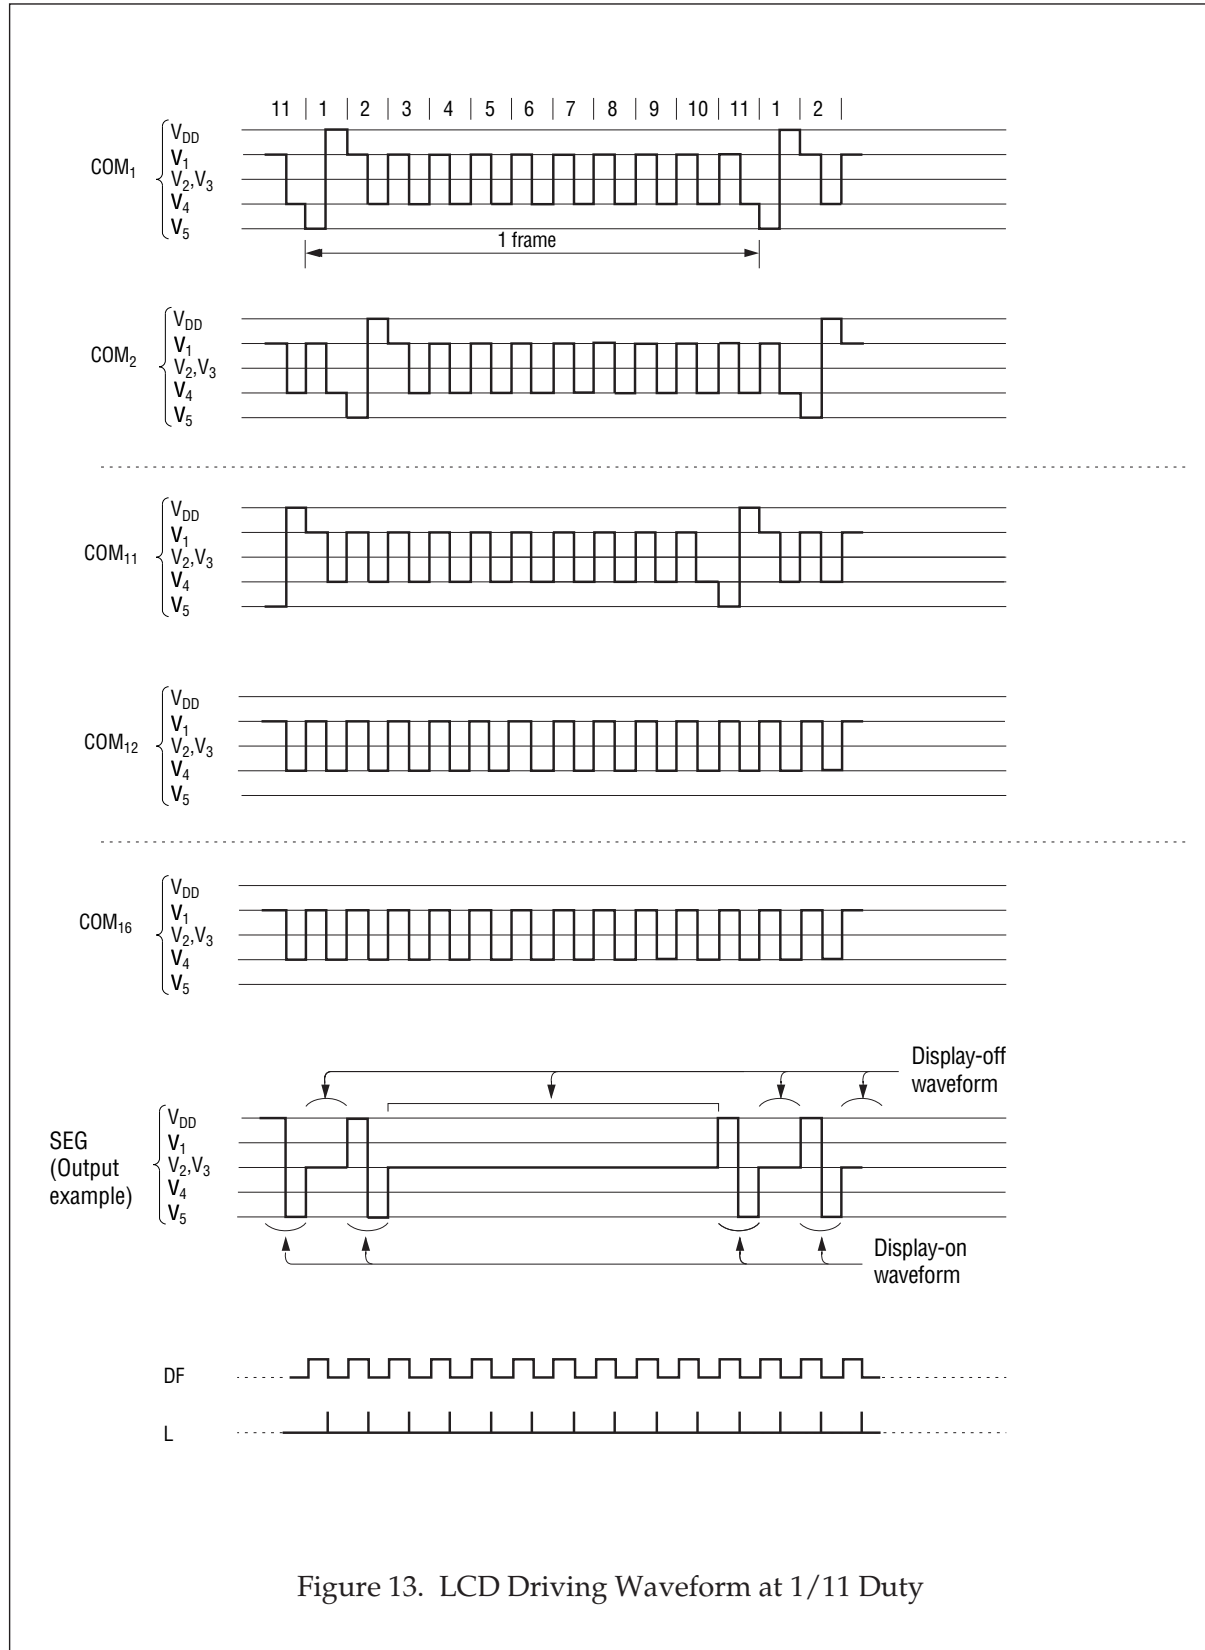 11 | 1 | 2 | 3 | 4 | 5 | 6 | 7 | 8 | 9 | 10 | 11 | 1 | 2 |
COM1
VDD
V1
V2,V3
V4
V5
1 frame
COM2
VDD
V1
V2,V3
V4
V5
COM11
VDD
V1
V2,V3
V4
V5
COM12
VDD
V1
V2,V3
V4
V5
COM16
VDD
V1
V2,V3
V4
V5
Display-off
waveform
SEG
(Output
example)
VDD
V1
V2,V3
V4
V5
Display-on
waveform
DF
L
Figure 13. LCD Driving Waveform at 1/11 Duty